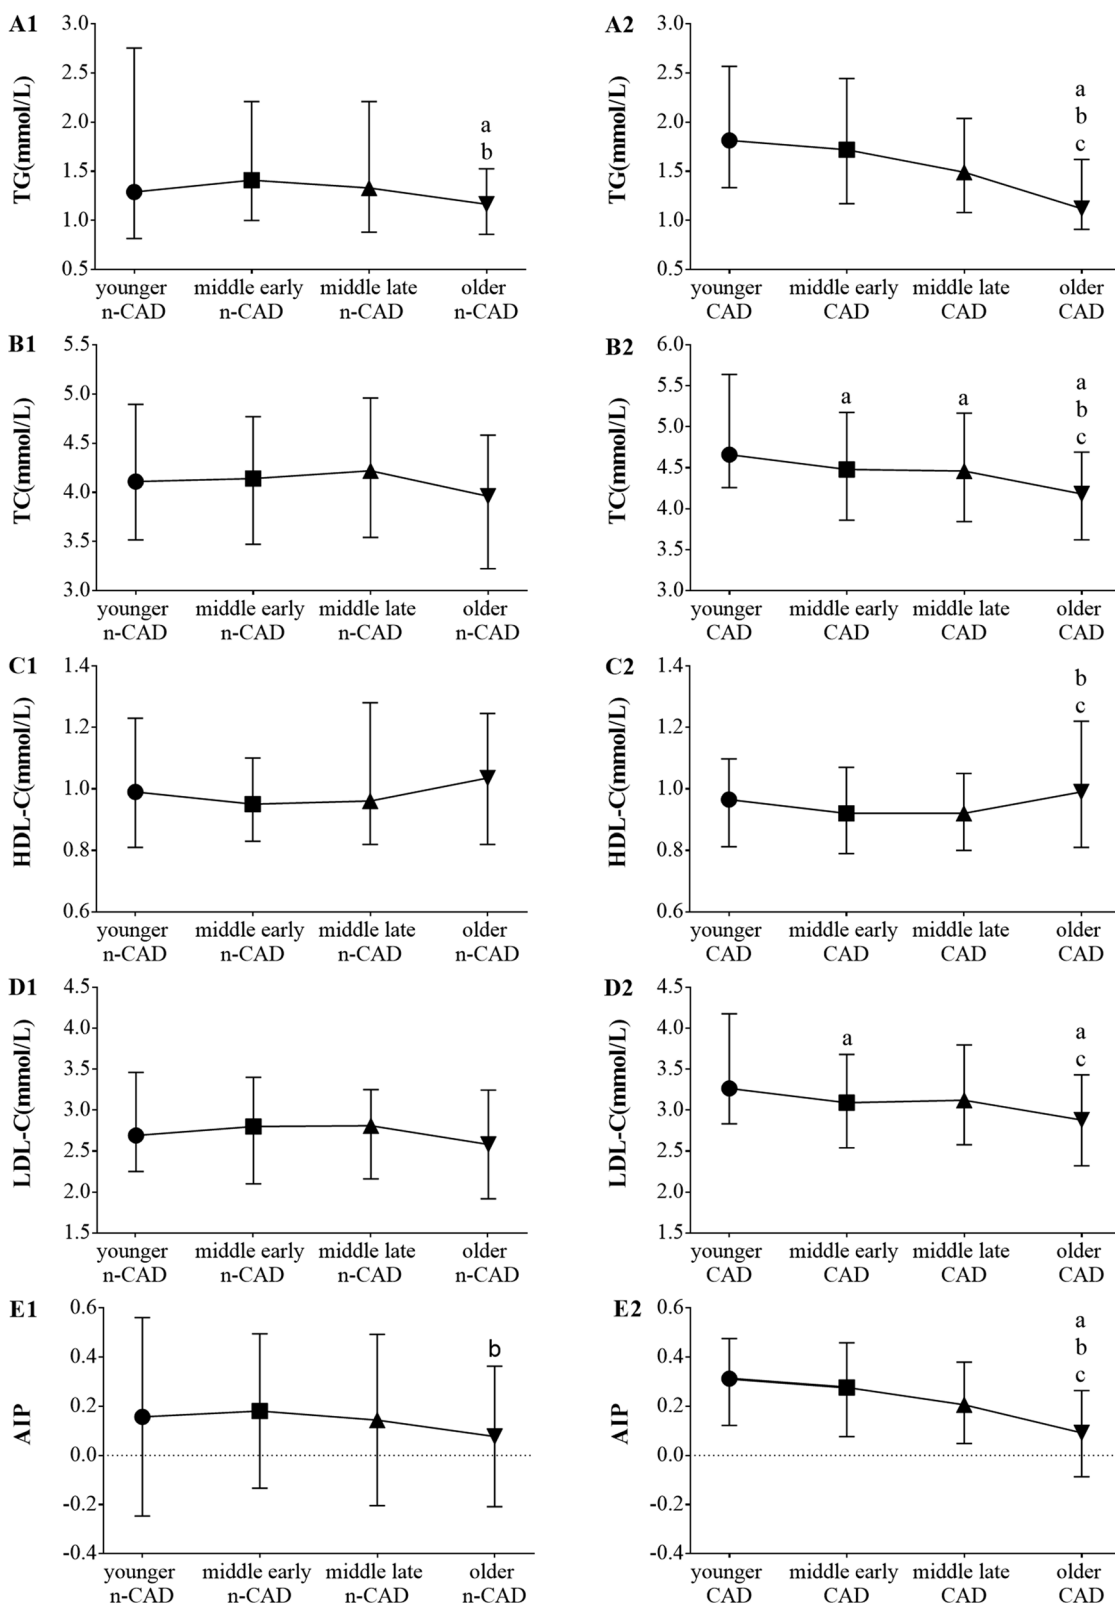 A1
TG(mmol/L)
3.0
2.5
2.0
1.5
1.0
0.5
a
b
younger
n-CAD
middle early
n-CAD
middle late
n-CAD
older
n-CAD
A2
TG(mmol/L)
3.0
2.5
2.0
1.5
1.0
0.5
a
b
c
younger
CAD
middle early
CAD
middle late
CAD
older
CAD
B1
TC(mmol/L)
5.5
5.0
4.5
4.0
3.5
3.0
younger
n-CAD
middle early
n-CAD
middle late
n-CAD
older
n-CAD
B2
TC(mmol/L)
6.0
5.5
5.0
4.5
4.0
3.5
3.0
a
a
a
b
c
younger
CAD
middle early
CAD
middle late
CAD
older
CAD
C1
HDL-C(mmol/L)
1.4
1.2
1.0
0.8
0.6
younger
n-CAD
middle early
n-CAD
middle late
n-CAD
older
n-CAD
C2
HDL-C(mmol/L)
1.4
1.2
1.0
0.8
0.6
b
c
younger
CAD
middle early
CAD
middle late
CAD
older
CAD
D1
LDL-C(mmol/L)
4.5
4.0
3.5
3.0
2.5
2.0
1.5
younger
n-CAD
middle early
n-CAD
middle late
n-CAD
older
n-CAD
D2
LDL-C(mmol/L)
4.5
4.0
3.5
3.0
2.5
2.0
1.5
a
a
c
younger
CAD
middle early
CAD
middle late
CAD
older
CAD
E1
AIP
0.6
0.4
0.2
0.0
-0.2
-0.4
b
younger
n-CAD
middle early
n-CAD
middle late
n-CAD
older
n-CAD
E2
AIP
0.6
0.4
0.2
0.0
-0.2
-0.4
a
b
c
younger
CAD
middle early
CAD
middle late
CAD
older
CAD